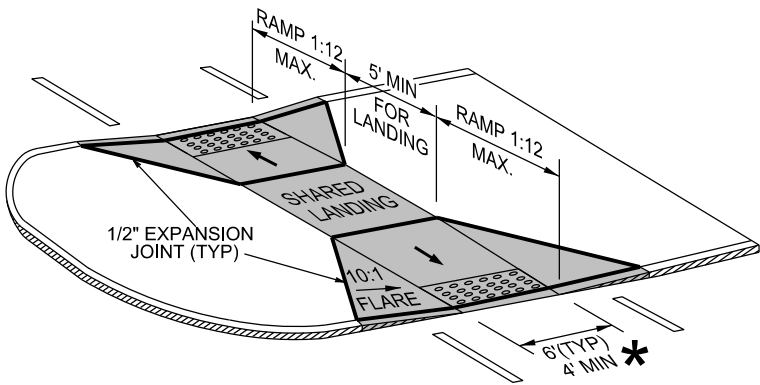 RAMP 1:12
MAX.
5' MIN
FOR
LANDING
RAMP 1:12
MAX.
SHARED
LANDING
1/2" EXPANSION
JOINT (TYP)
10:1
FLARE
6'(TYP)
4' MIN *